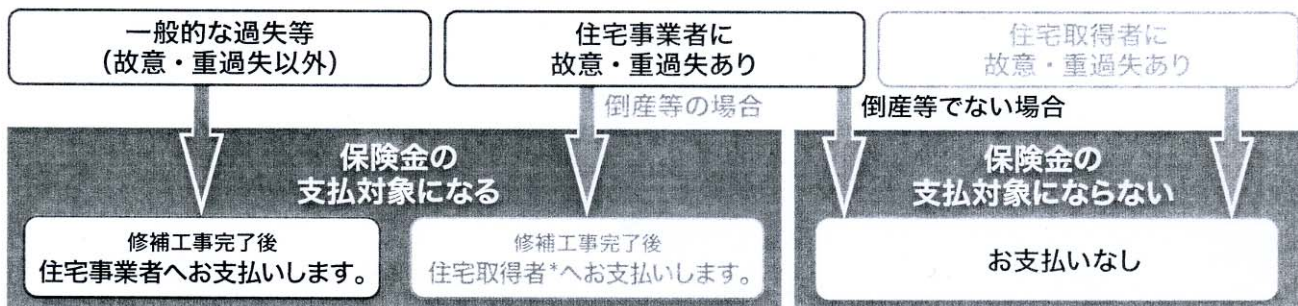 一般的な過失等
（故意・重過失以外）
住宅事業者に
故意・重過失あり
住宅取得者に
故意・重過失あり
倒産等の場合
倒産等でない場合
保険金の
支払対象になる
保険金の
支払対象にならない
修補工事完了後
住宅事業者へお支払いします。
修補工事完了後
住宅取得者*へお支払いします。
お支払いなし